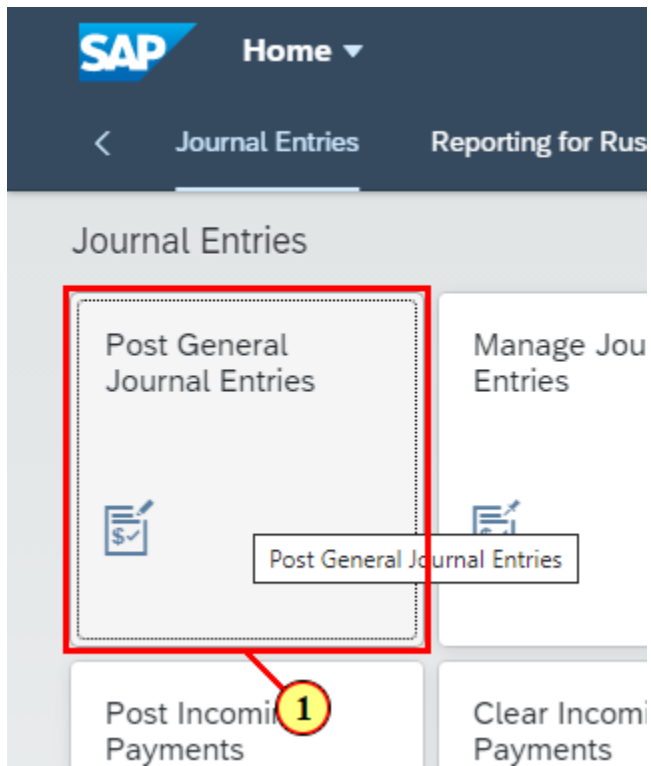 SAP Home
Journal Entries Reporting for Rus
Journal Entries
Post General
Journal Entries
Manage Jou
Entries
Post General Journal Entries
Post Incomi
Payments
1
Clear Incomi
Payments